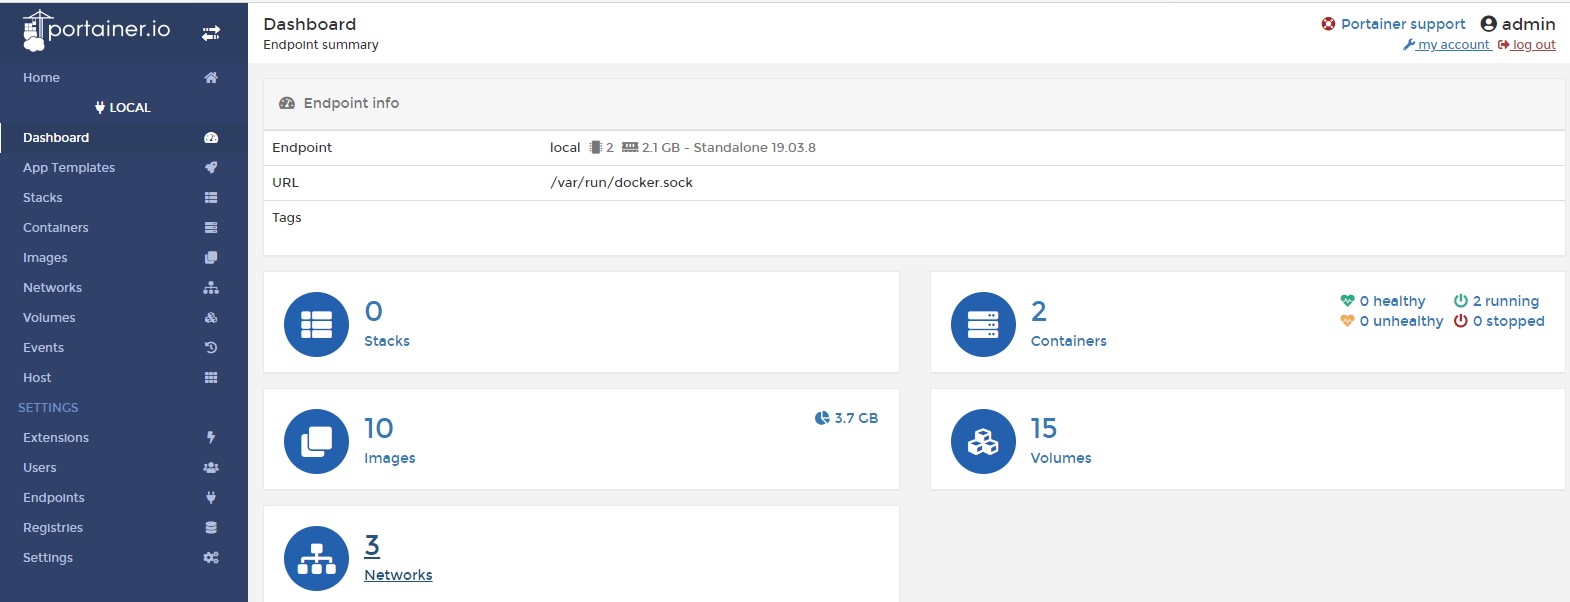 portainer.io
Home
LOCAL
Dashboard
App Templates
Stacks
Containers
Images
Networks
Volumes
Events
Host
SETTINGS
Extensions
Users
Endpoints
Registries
Settings
Dashboard
Endpoint summary
Portainer support admin
my account log out
Endpoint info
Endpoint local 2 2.1 GB - Standalone 19.03.8
URL /var/run/docker.sock
Tags
0
Stacks
2
Containers
0 healthy 2 running
0 unhealthy 0 stopped
10
Images
3.7 GB
15
Volumes
3
Networks